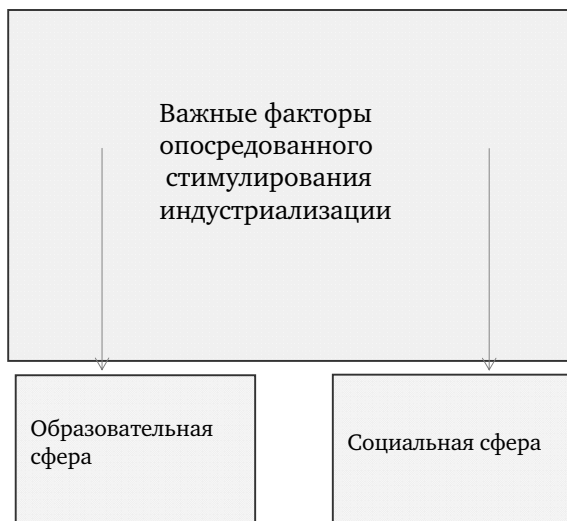 Важные факторы
опосредованного
стимулирования
индустриализации
Образовательная
сфера
Социальная сфера